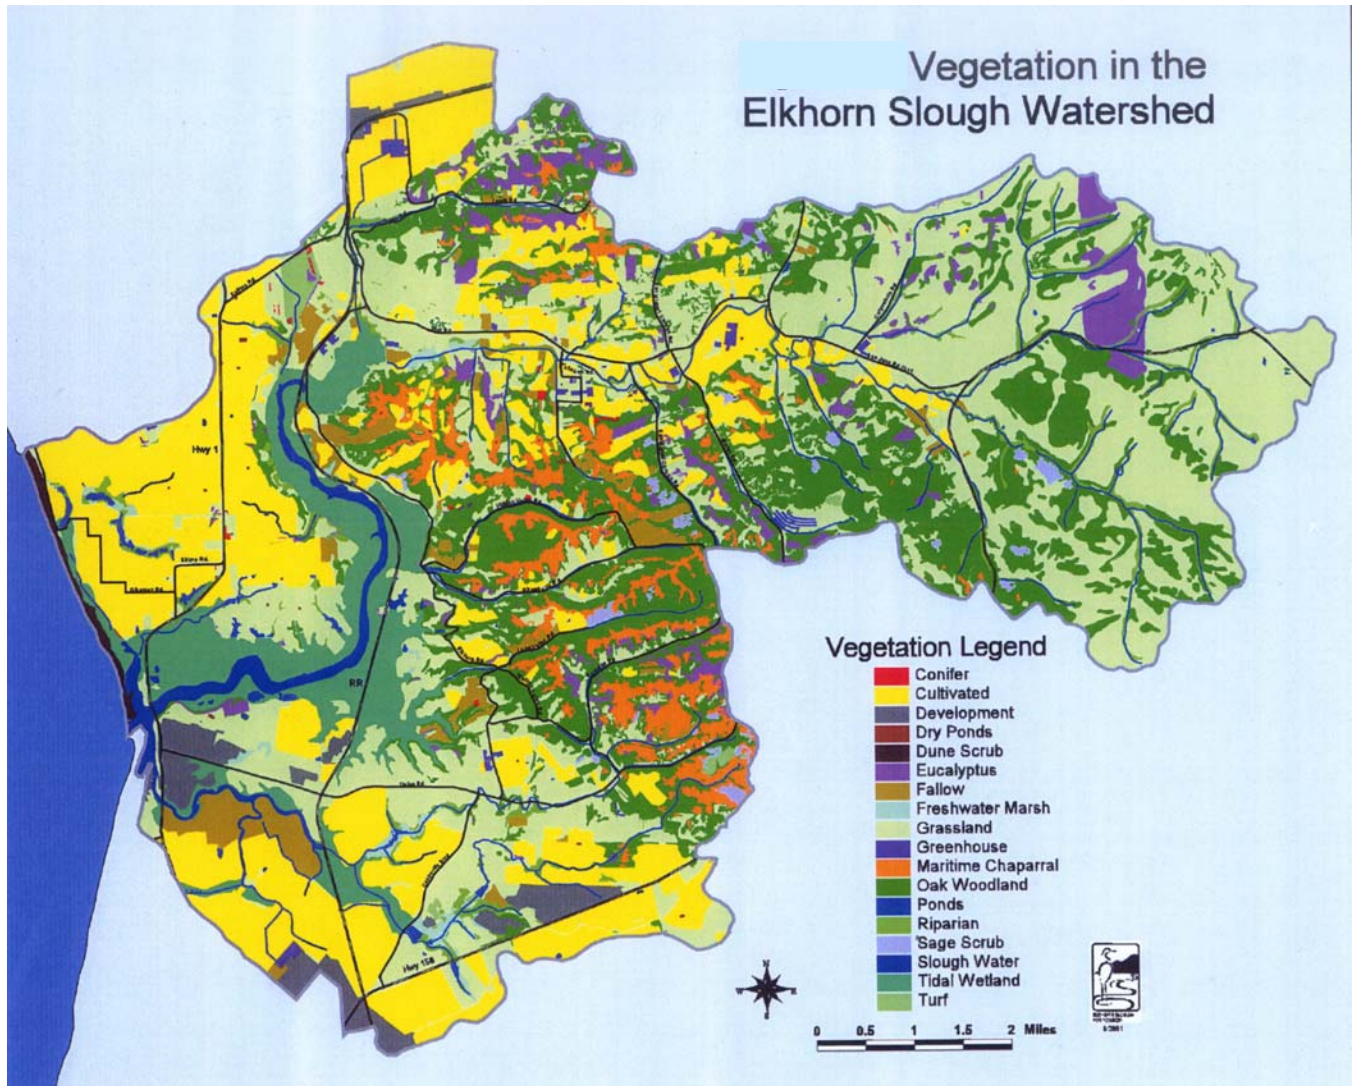 Vegetation in the
Elkhorn Slough Watershed
Hwy 1
RR
Hwy 156
Vegetation Legend
Conifer
Cultivated
Development
Dry Ponds
Dune Scrub
Eucalyptus
Fallow
Freshwater Marsh
Grassland
Greenhouse
Maritime Chaparral
Oak Woodland
Ponds
Riparian
Sage Scrub
Slough Water
Tidal Wetland
Turf
N
W
E
S
0 0.5 1 1.5 2 Miles